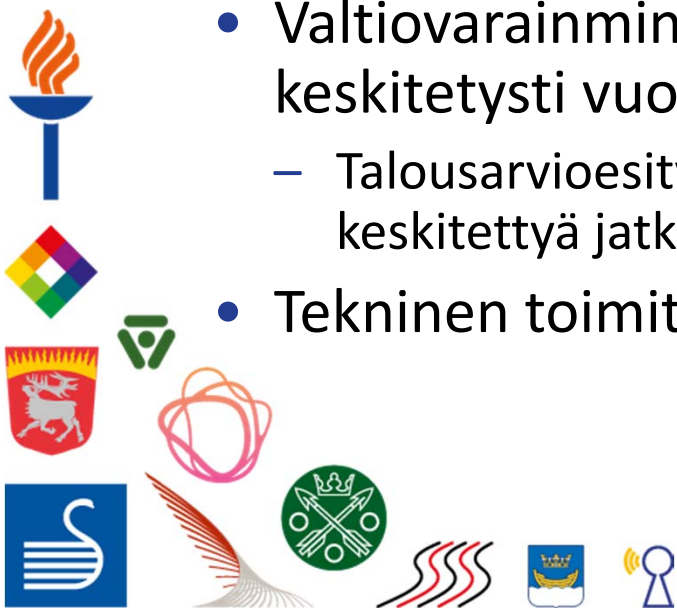 • Valtiovarainmin
keskitetysti vuo
– Talousarvioesit
keskitettyä jatk
• Tekninen toimit